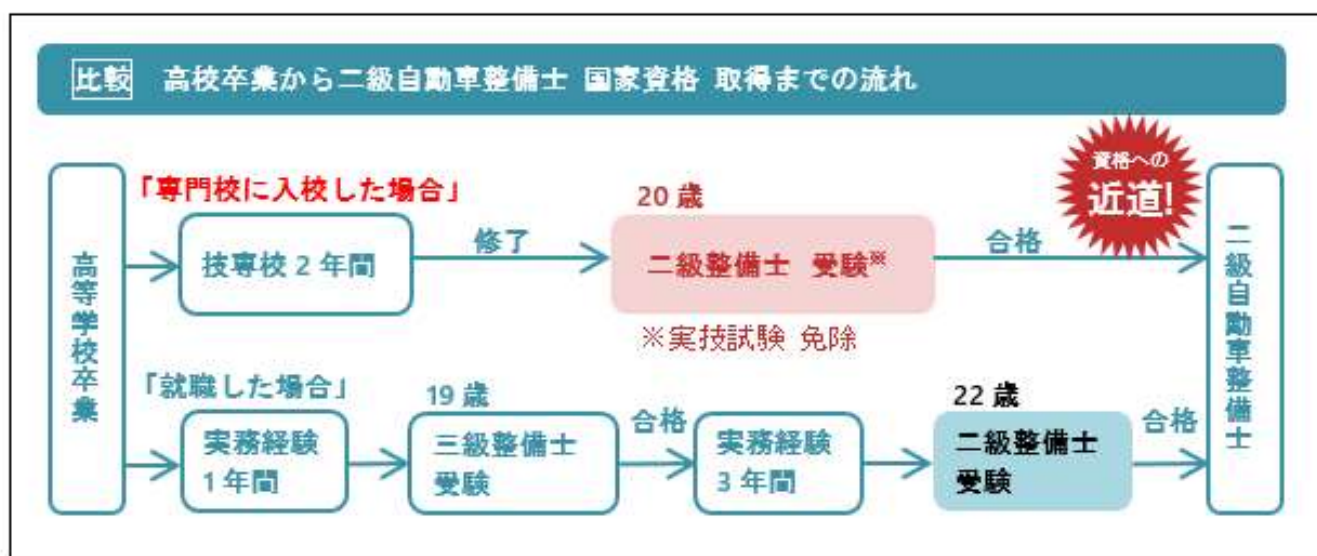 比較 高校卒業から二級自動車整備士 国家資格 取得までの流れ
資格への
近道!
高等学校卒業
「専門校に入校した場合」
技専校2年間
修了
20歳
二級整備士 受験※
※実技試験 免除
合格
「就職した場合」
実務経験
1年間
19歳
三級整備士
受験
合格
実務経験
3年間
22歳
二級整備士
受験
合格
二級自動車整備士